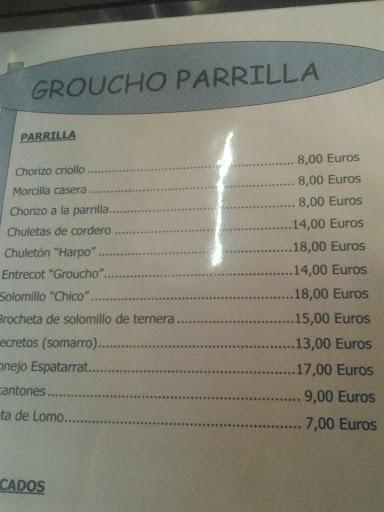 GROUCHO PARRILLA
PARRILLA
Chorizo criollo ........................ 8,00 Euros
Morcilla casera ........................ 8,00 Euros
Chorizo a la parrilla........................ 8,00 Euros
Chuletas de cordero ........................14,00 Euros
Chuletón "Harpo" ........................18,00 Euros
Entrecot "Groucho"........................14,00 Euros
Solomillo "Chico"........................18,00 Euros
Brocheta de solomillo de ternera ........................15,00 Euros
ecretos (somarro)........................13,00 Euros
onejo Espatarrat........................17,00 Euros
cantones ........................ 9,00 Euros
ta de Lomo........................ 7,00 Euros
CADOS